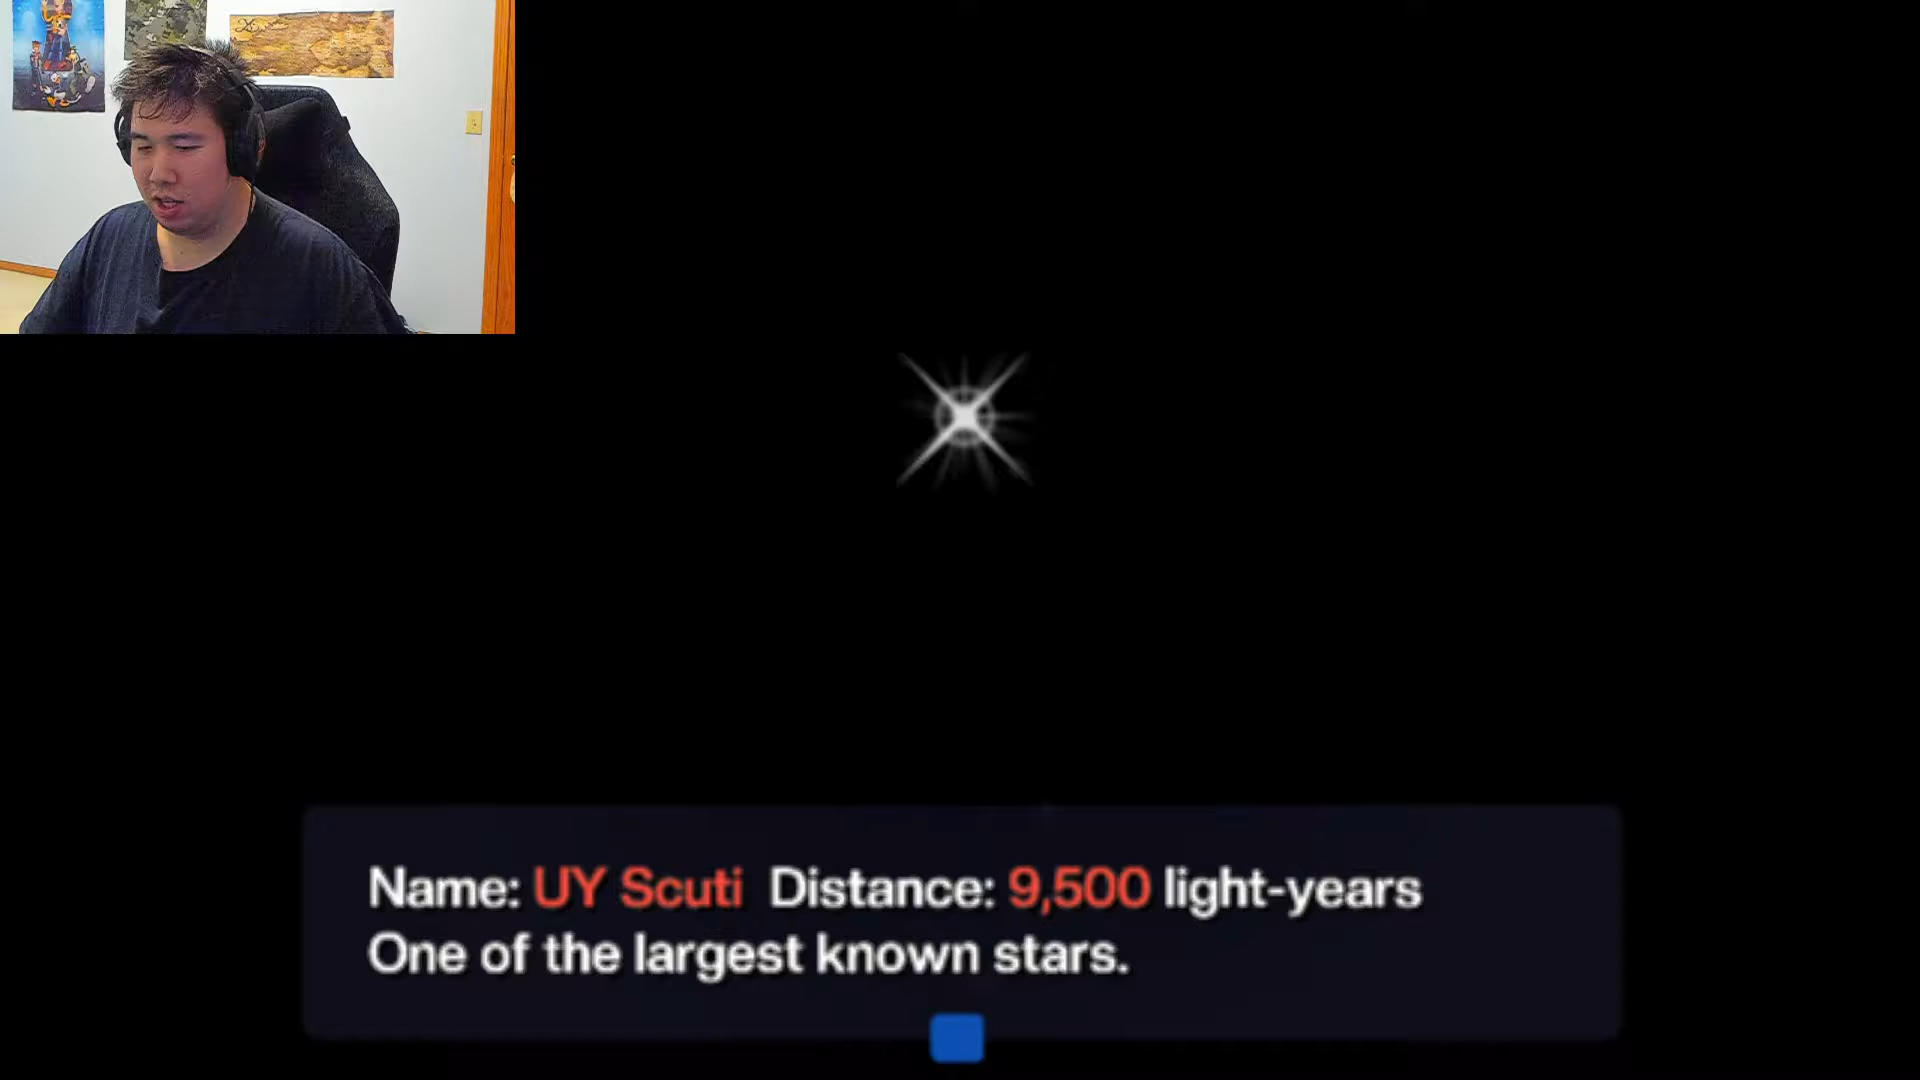 Name: UY Scuti Distance: 9,500 light-years
One of the largest known stars.